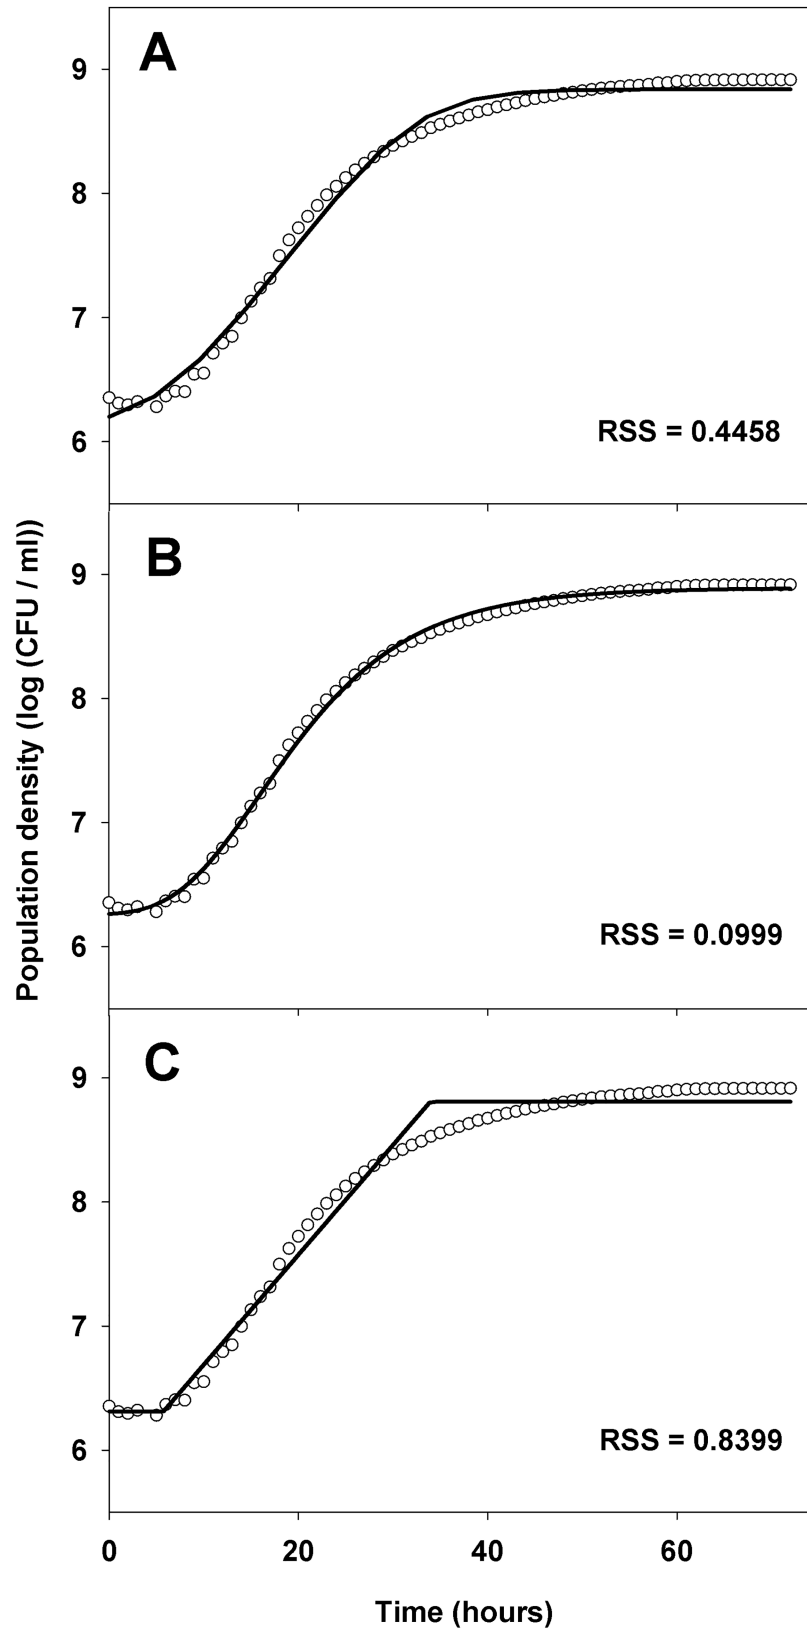 A
9
8
7
6
RSS = 0.4458
B
9
8
7
6
RSS = 0.0999
Population density (log (CFU / ml))
C
9
8
7
6
RSS = 0.8399
0 20 40 60
Time (hours)